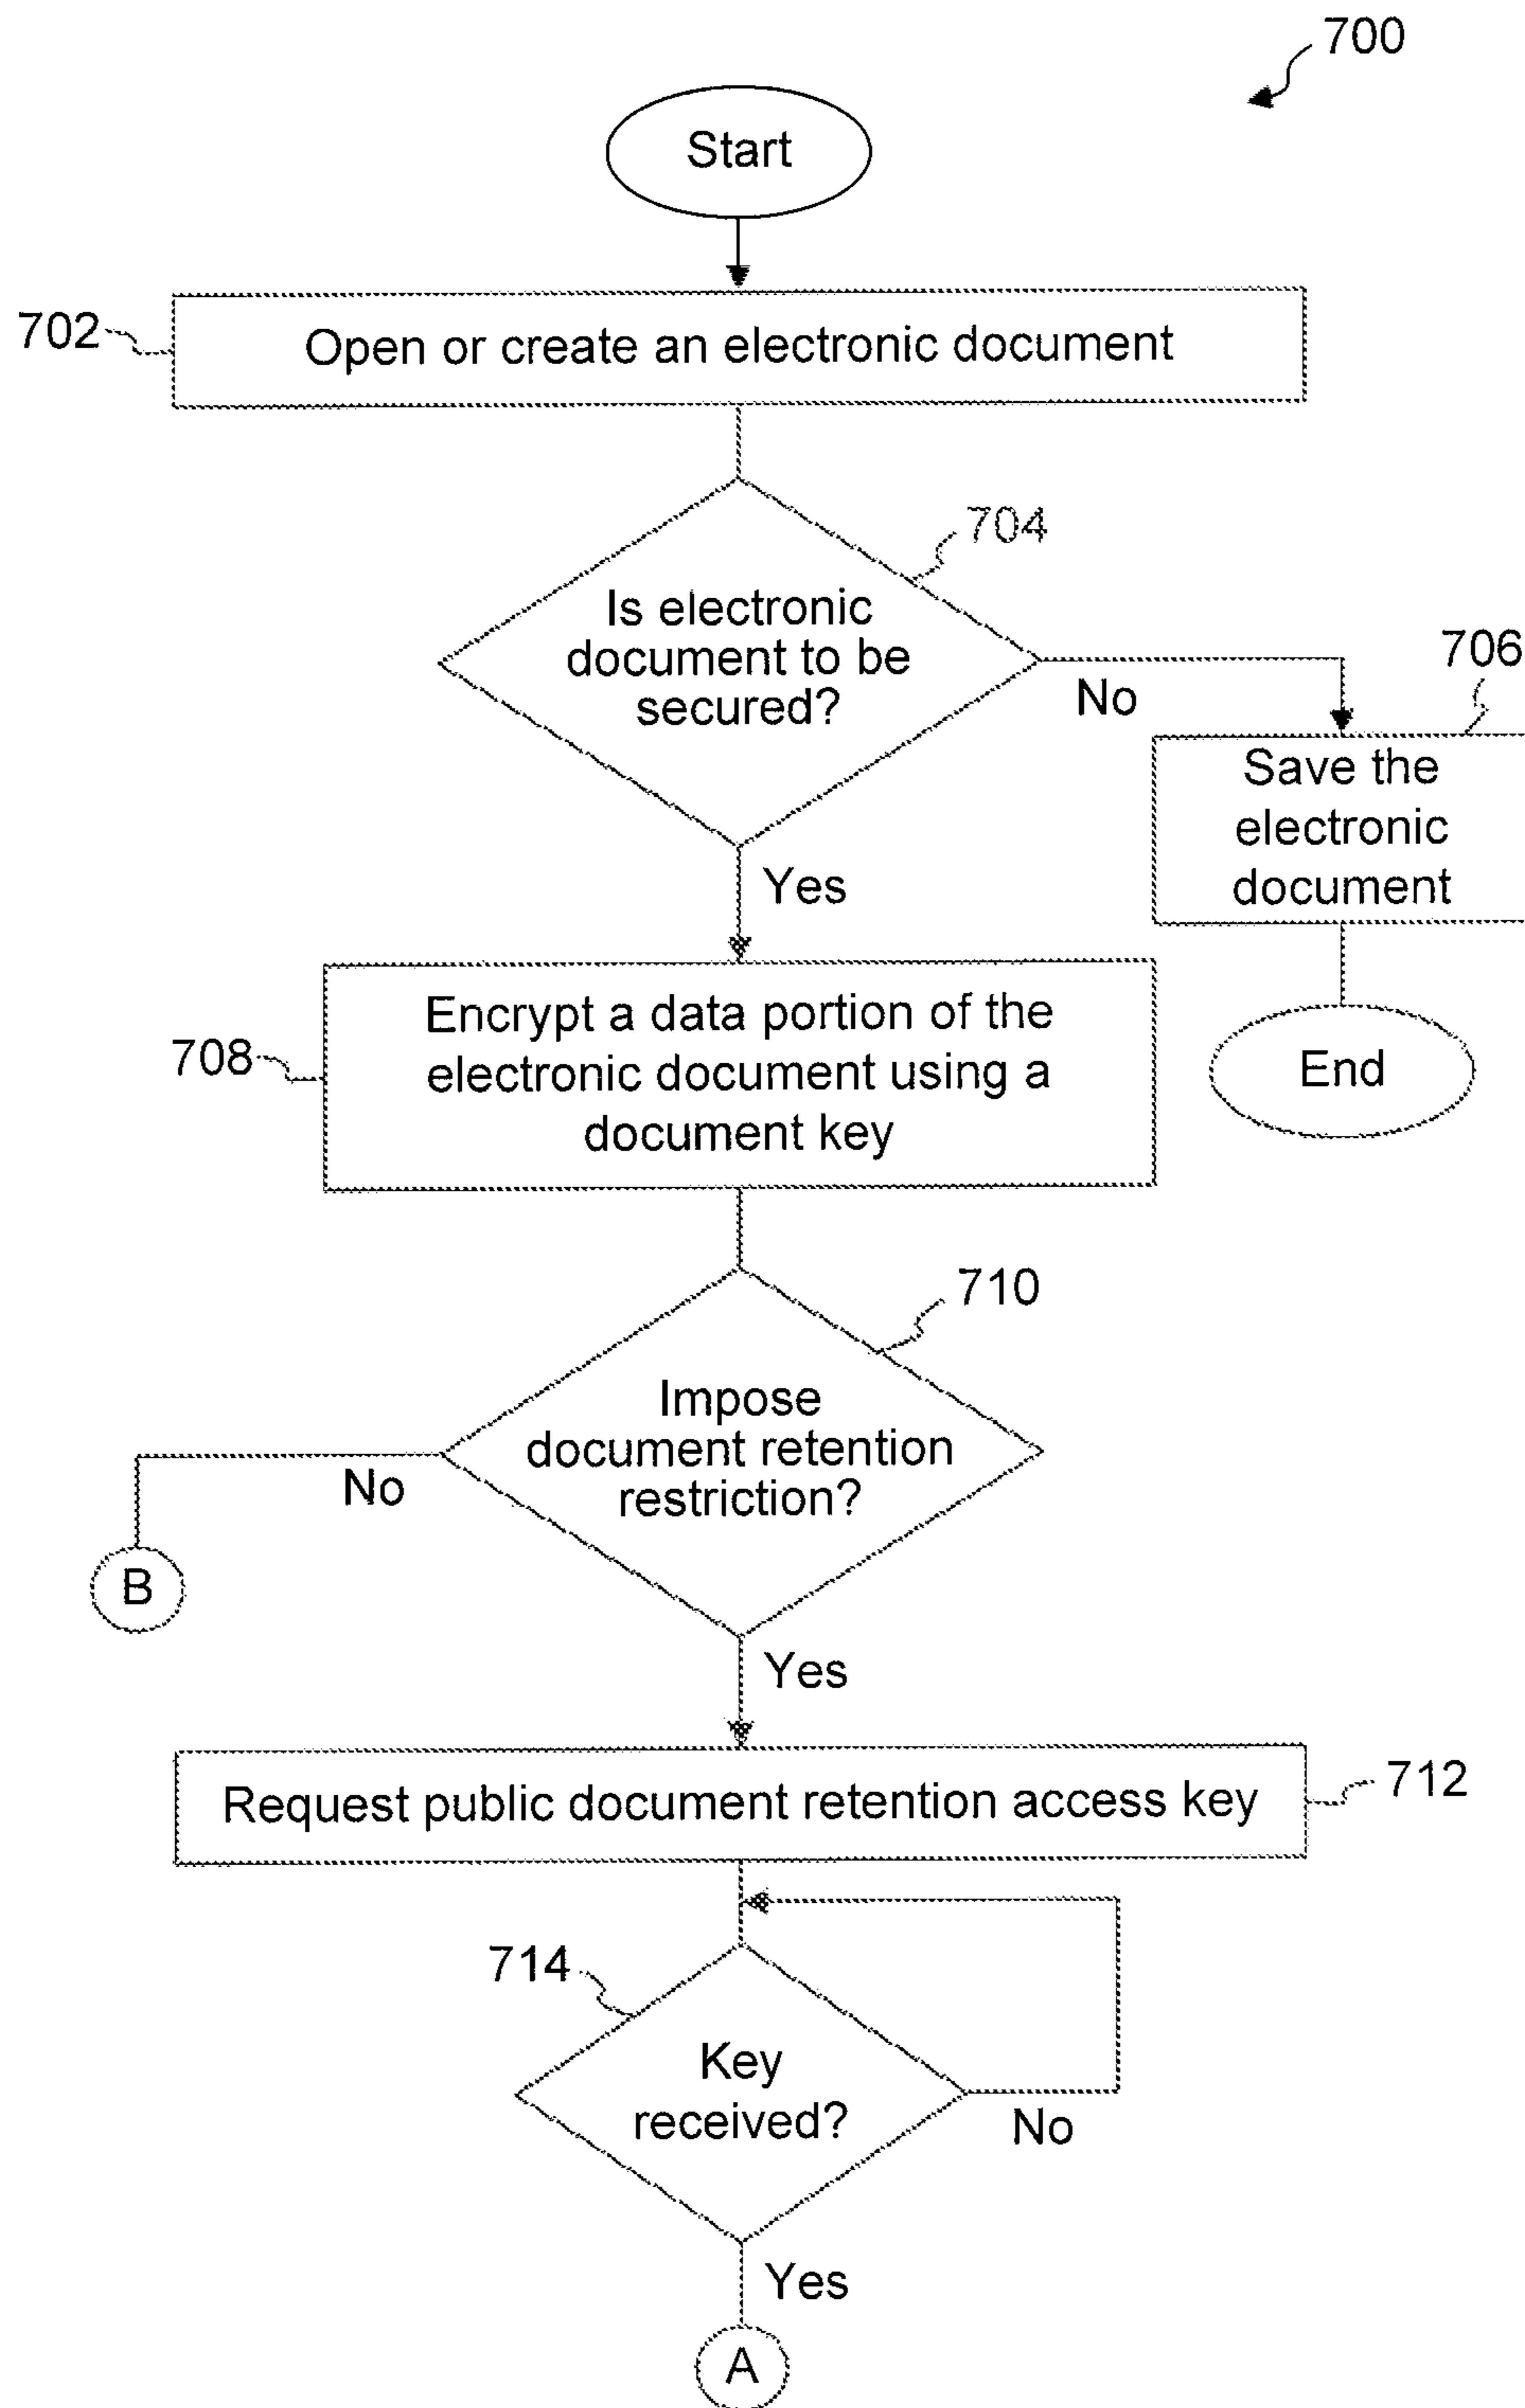 700
Start
702
Open or create an electronic document
704
Is electronic
document to be
secured?
No
706
Save the
electronic
document
Yes
End
708
Encrypt a data portion of the
electronic document using a
document key
710
Impose
document retention
restriction?
No
B
Yes
Request public document retention access key
712
714
Key
received?
No
Yes
A